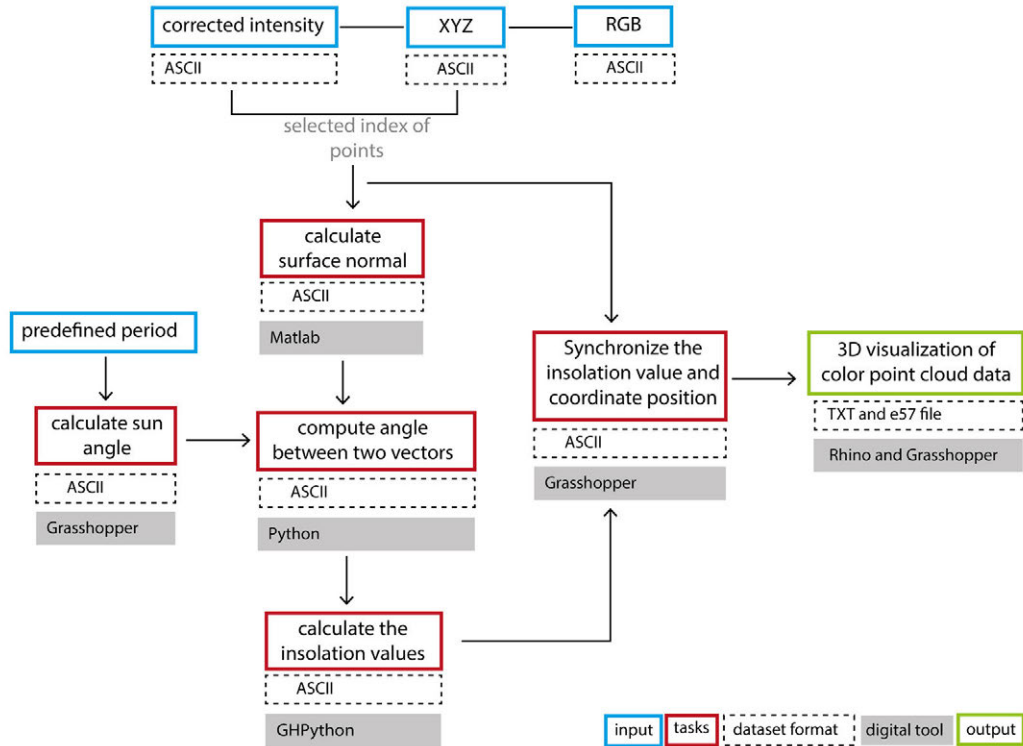 corrected intensity
XYZ
RGB
ASCII
ASCII
ASCII
selected index of
points
calculate
surface normal
ASCII
Matlab
predefined period
calculate sun
angle
ASCII
Grasshopper
compute angle
between two vectors
ASCII
Python
calculate the
insolation values
ASCII
GHPython
Synchronize the
insolation value and
coordinate position
ASCII
Grasshopper
3D visualization of
color point cloud data
TXT and e57 file
Rhino and Grasshopper
input
tasks
dataset format
digital tool
output